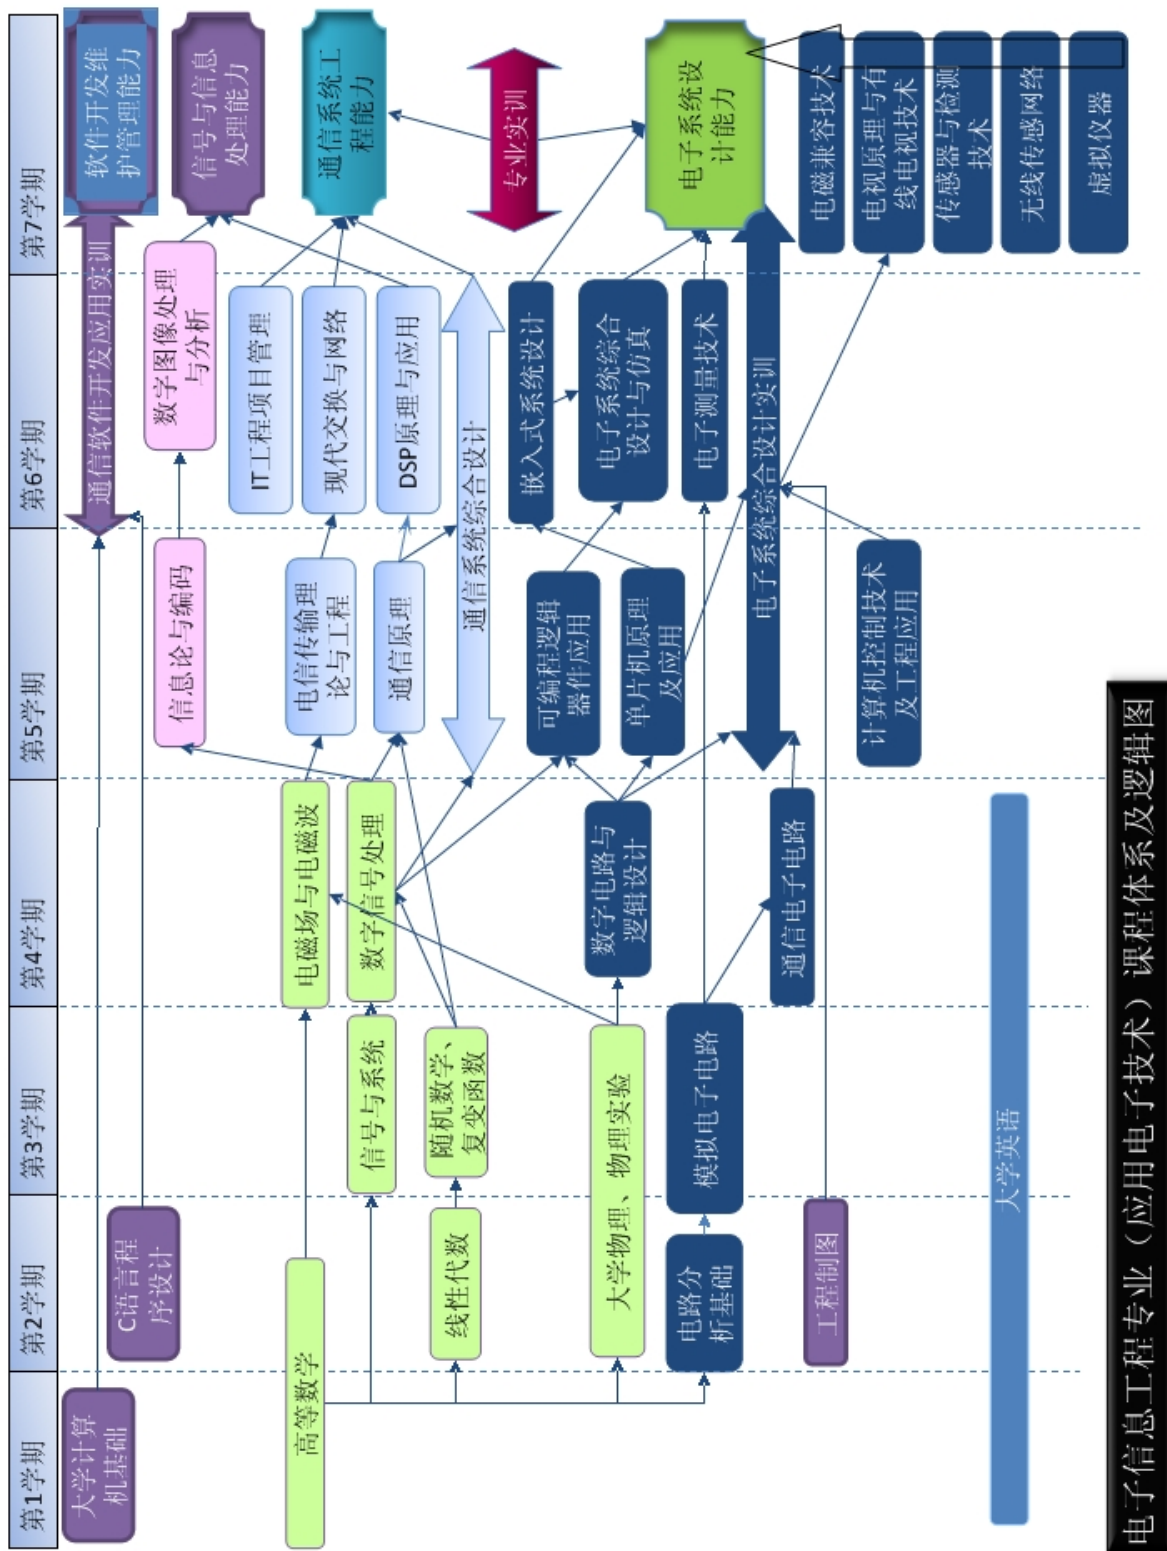 第1学期
第2学期
第3学期
第4学期
第5学期
第6学期
第7学期
大学计算
机基础
C语言程
序设计
通信软件开发应用实训
软件开发维
护管理能力
信息论与编码
数字图像处理
与分析
信号与信息
处理能力
高等数学
电磁场与电磁波
电信传输理
论与工程
IT工程项目管理
现代交换与网络
通信系统工
程能力
信号与系统
数字信号处理
通信原理
DSP原理与应用
线性代数
随机数学、
复变函数
通信系统综合设计
专业实训
大学物理、物理实验
数字电路与
逻辑设计
可编程逻辑
器件应用
单片机原理
及应用
嵌入式系统设计
电子系统综合
设计与仿真
电子测量技术
电子系统设
计能力
电路分
析基础
模拟电子电路
通信电子电路
电子系统综合设计实训
工程制图
计算机控制技术
及工程应用
电磁兼容技术
电视原理与有
线电视技术
传感器与检测
技术
无线传感网络
虚拟仪器
大学英语
电子信息工程专业（应用电子技术）课程体系及逻辑图